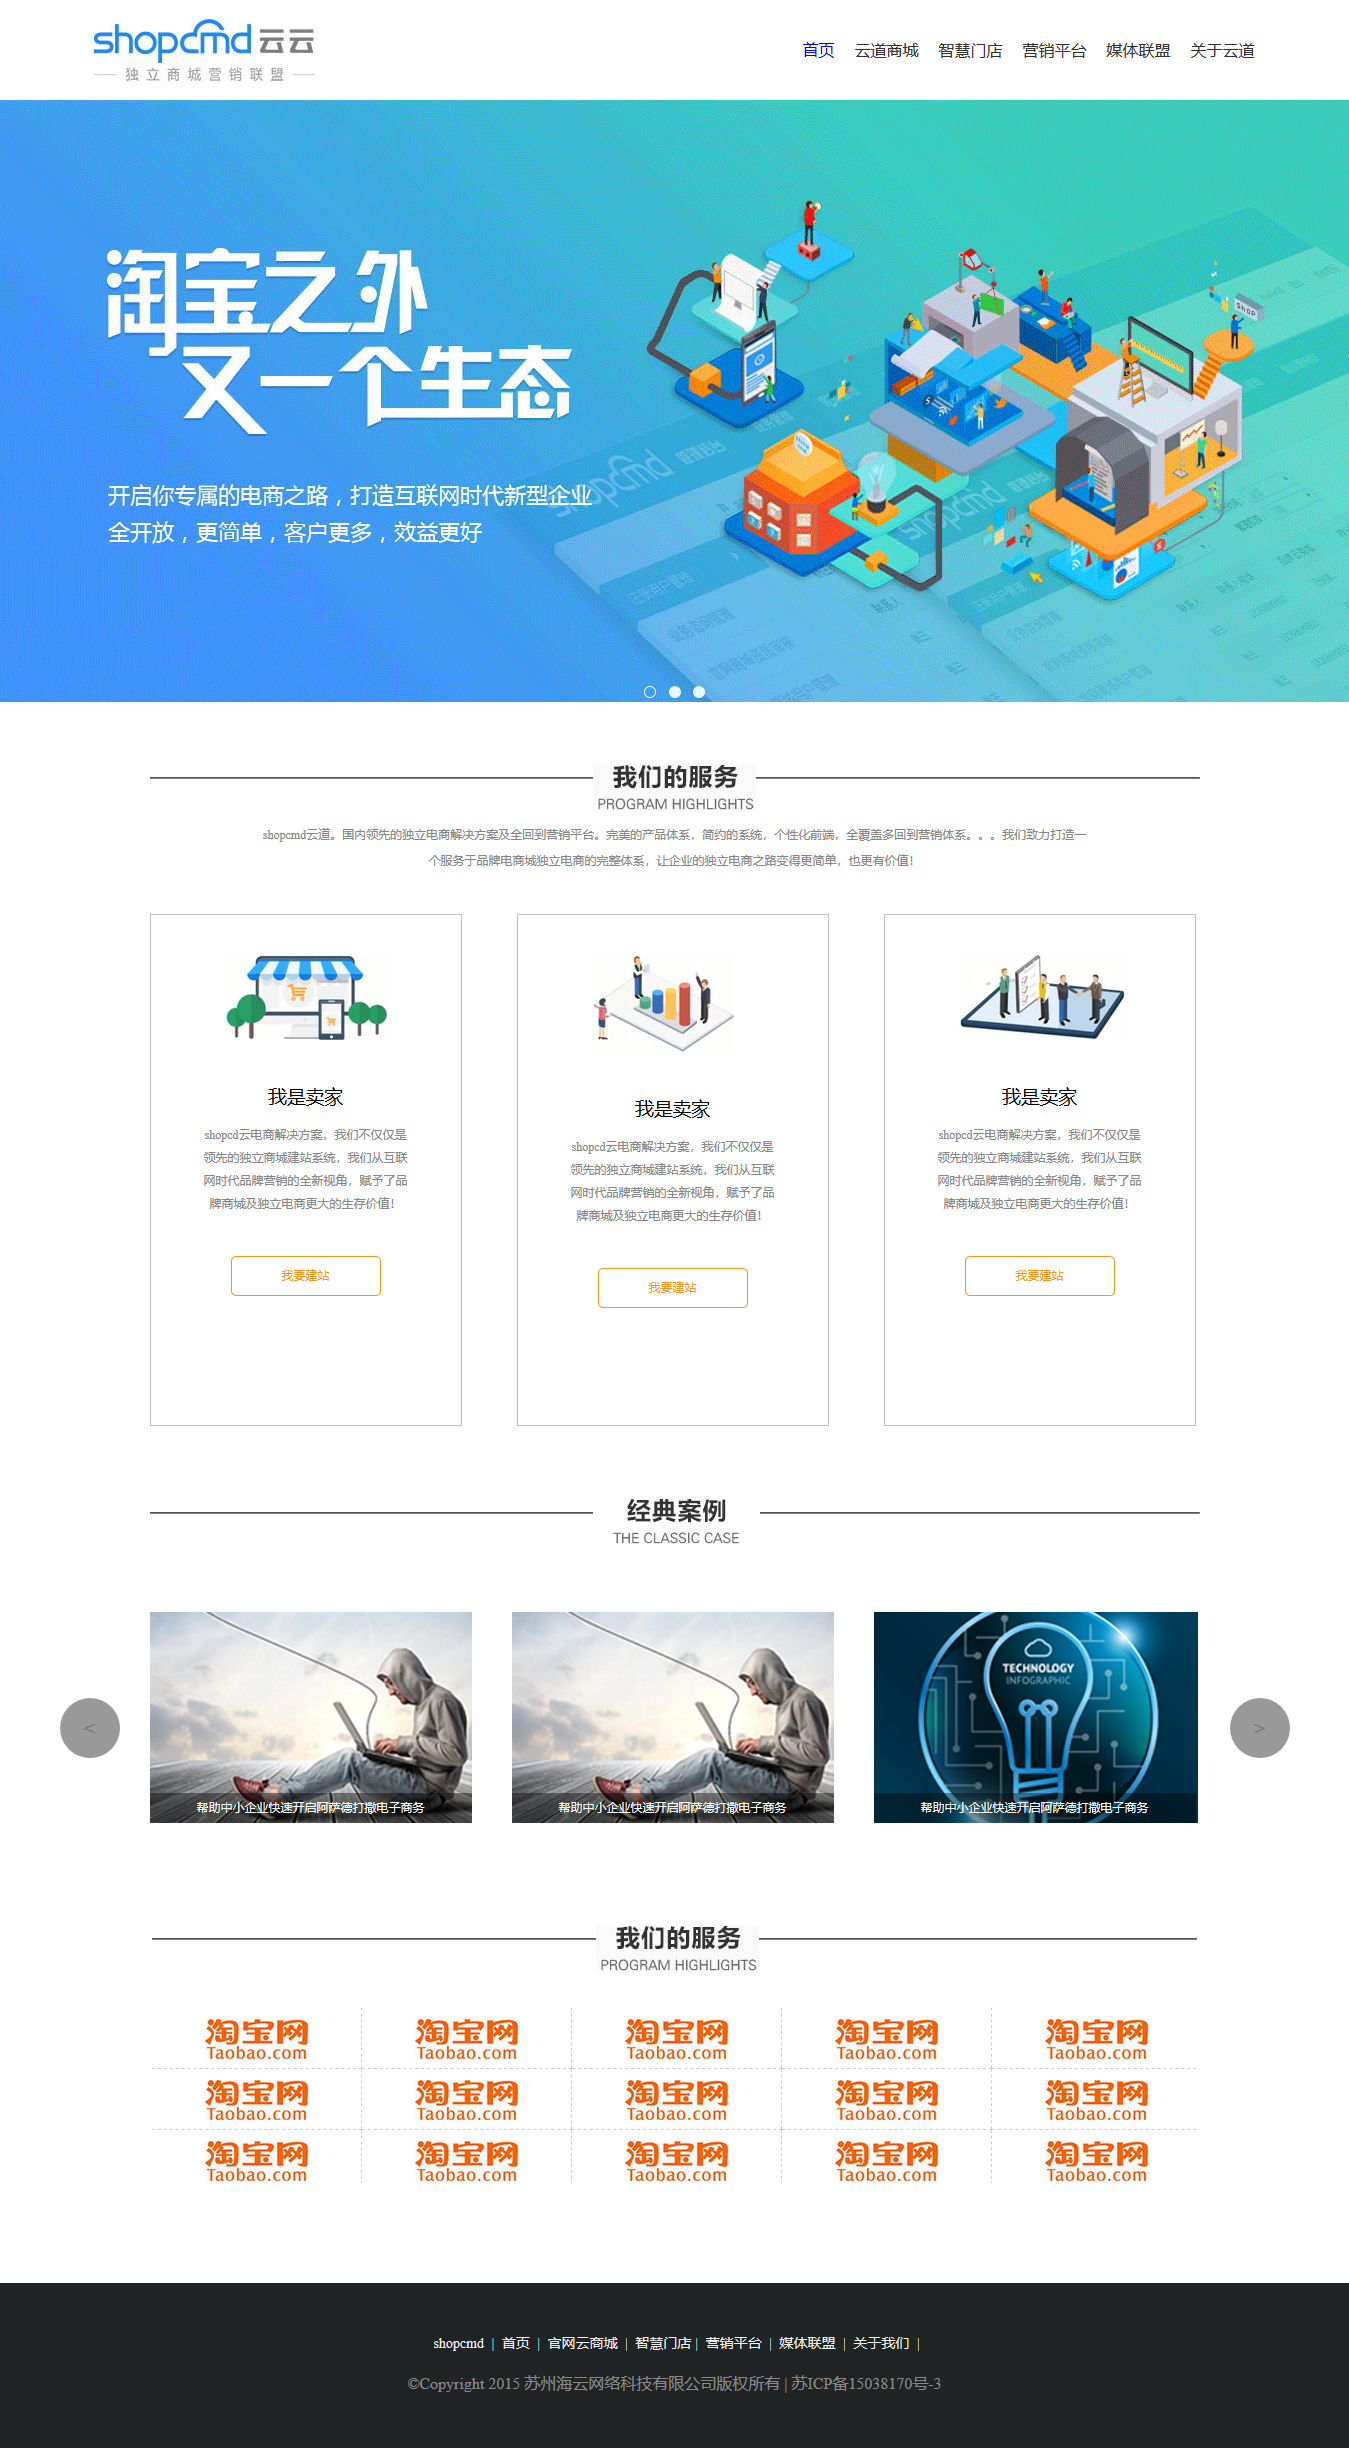 shopcmd云云
独立商城营销联盟
首页 云道商城 智慧门店 营销平台 媒体联盟 关于云道
淘宝之外
又一个生态
开启你专属的电商之路，打造互联网时代新型企业
全开放，更简单，客户更多，效益更好
shopcmd 管理后台
shopcmd
SHOP
我们的服务
PROGRAM HIGHLIGHTS
shopcmd云道。国内领先的独立电商解决方案及全回到营销平台。完美的产品体系，简约的系统，个性化前端，全覆盖多回到营销体系。。。我们致力打造一
个服务于品牌电商城独立电商的完整体系，让企业的独立电商之路变得更简单，也更有价值！
我是卖家
shopcd云电商解决方案，我们不仅仅是
领先的独立商城建站系统，我们从互联
网时代品牌营销的全新视角，赋予了品
牌商城及独立电商更大的生存价值！
我要建站
我是卖家
shopcd云电商解决方案，我们不仅仅是
领先的独立商城建站系统，我们从互联
网时代品牌营销的全新视角，赋予了品
牌商城及独立电商更大的生存价值！
我要建站
我是卖家
shopcd云电商解决方案，我们不仅仅是
领先的独立商城建站系统，我们从互联
网时代品牌营销的全新视角，赋予了品
牌商城及独立电商更大的生存价值！
我要建站
经典案例
THE CLASSIC CASE
TECHNOLOGY
INFOGRAPHIC
< >
帮助中小企业快速开启阿萨德打撒电子商务 帮助中小企业快速开启阿萨德打撒电子商务 帮助中小企业快速开启阿萨德打撒电子商务
我们的服务
PROGRAM HIGHLIGHTS
淘宝网 淘宝网 淘宝网 淘宝网 淘宝网
Taobao.com Taobao.com Taobao.com Taobao.com Taobao.com
淘宝网 淘宝网 淘宝网 淘宝网 淘宝网
Taobao.com Taobao.com Taobao.com Taobao.com Taobao.com
淘宝网 淘宝网 淘宝网 淘宝网 淘宝网
Taobao.com Taobao.com Taobao.com Taobao.com Taobao.com
shopcmd | 首页 | 官网云商城 | 智慧门店 | 营销平台 | 媒体联盟 | 关于我们 |
©Copyright 2015 苏州海云网络科技有限公司版权所有 | 苏ICP备15038170号-3